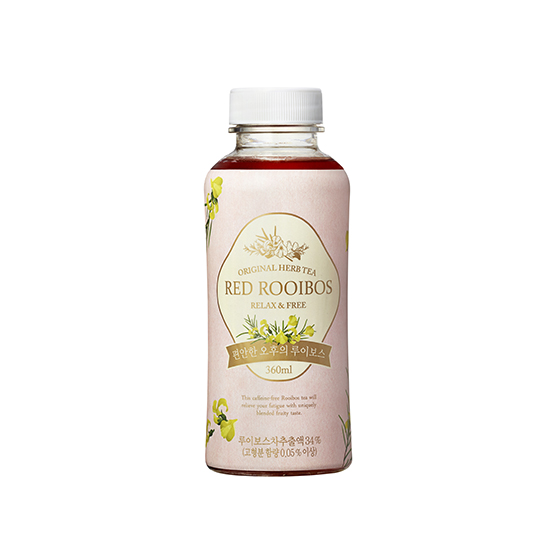 ORIGINAL HERB TEA
RED ROOIBOS
RELAX & FREE
편안한 오후의 루이보스
360ml
This caffeine-free Rooibos tea will
relieve your fatigue with uniquely
blended fruity taste.
루이보스차추출액 34%
(고형분 함량 0.05% 이상)